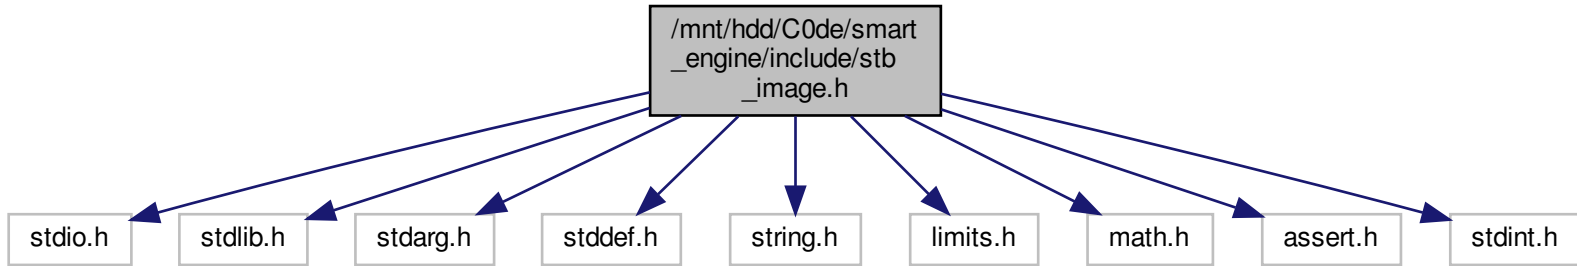 /mnt/hdd/C0de/smart
_engine/include/stb
_image.h
stdio.h
stdlib.h
stdarg.h
stddef.h
string.h
limits.h
math.h
assert.h
stdint.h